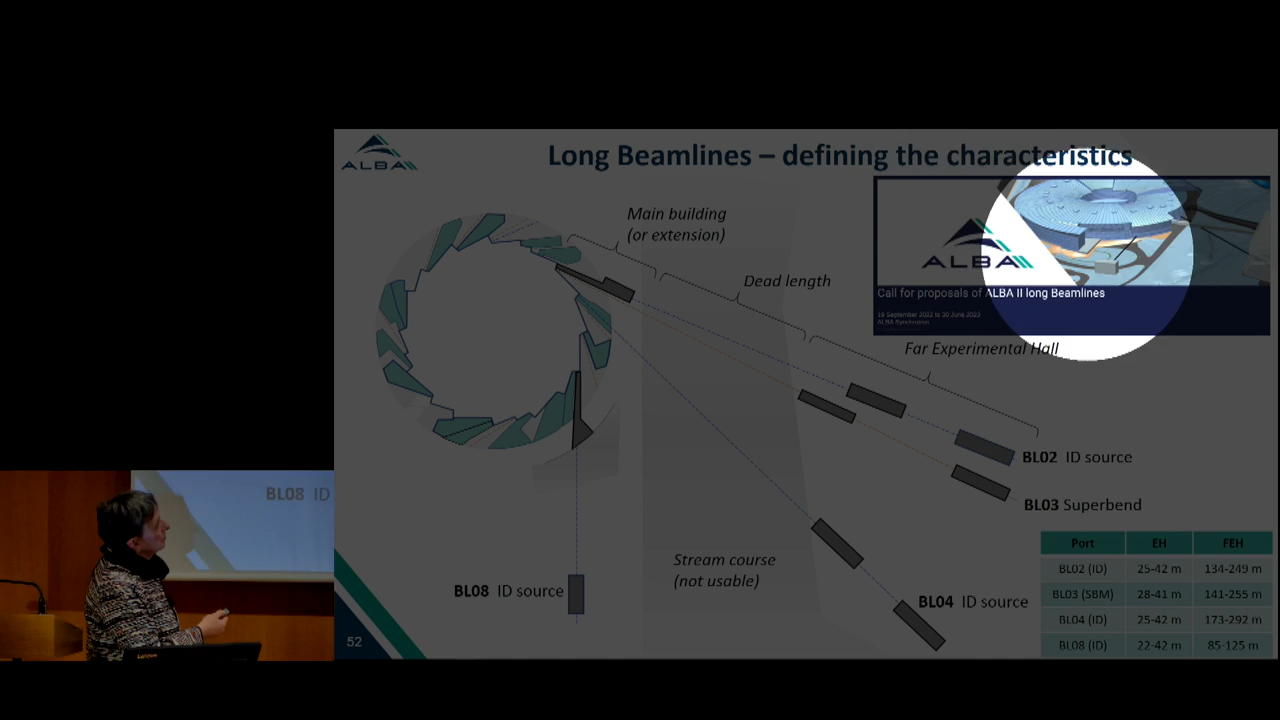 ALBA
Long Beamlines – defining the characteristics
Main building
(or extension)
Dead length
ALBA
Call for proposals of ALBA II long Beamlines
19 September 2022 to 30 June 2023
ALBA Synchrotron
Far Experimental Hall
BL02 ID source
BL03 Superbend
Stream course
(not usable)
BL08 ID source
BL04 ID source
Port EH FEH
BL02 (ID) 25-42 m 134-249 m
BL03 (SBM) 28-41 m 141-255 m
BL04 (ID) 25-42 m 173-292 m
BL08 (ID) 22-42 m 85-125 m
52
BL08 ID
Lenovo